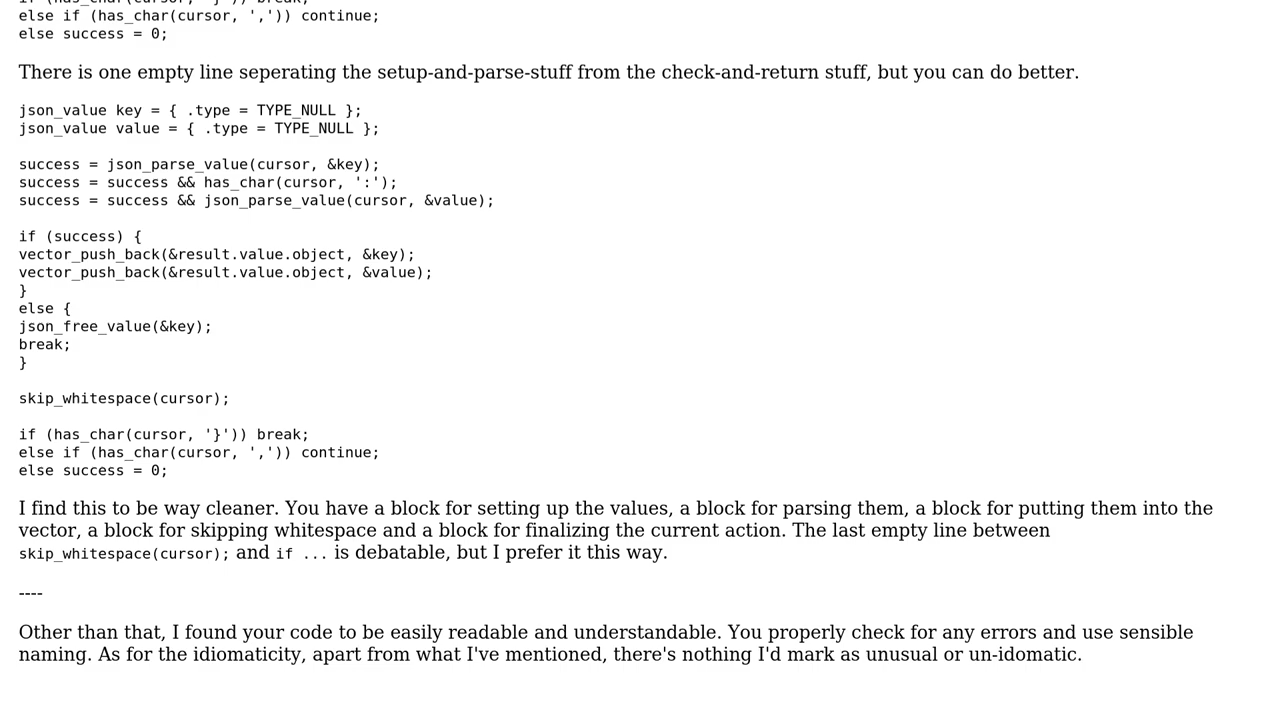 else if (has_char(cursor, ',')) continue;
else success = 0;
There is one empty line seperating the setup-and-parse-stuff from the check-and-return stuff, but you can do better.
json_value key = { .type = TYPE_NULL };
json_value value = { .type = TYPE_NULL };
success = json_parse_value(cursor, &key);
success = success && has_char(cursor, ':');
success = success && json_parse_value(cursor, &value);
if (success) {
vector_push_back(&result.value.object, &key);
vector_push_back(&result.value.object, &value);
}
else {
json_free_value(&key);
break;
}
skip_whitespace(cursor);
if (has_char(cursor, '}')) break;
else if (has_char(cursor, ',')) continue;
else success = 0;
I find this to be way cleaner. You have a block for setting up the values, a block for parsing them, a block for putting them into the
vector, a block for skipping whitespace and a block for finalizing the current action. The last empty line between
skip_whitespace(cursor); and if ... is debatable, but I prefer it this way.
----
Other than that, I found your code to be easily readable and understandable. You properly check for any errors and use sensible
naming. As for the idiomaticity, apart from what I've mentioned, there's nothing I'd mark as unusual or un-idomatic.